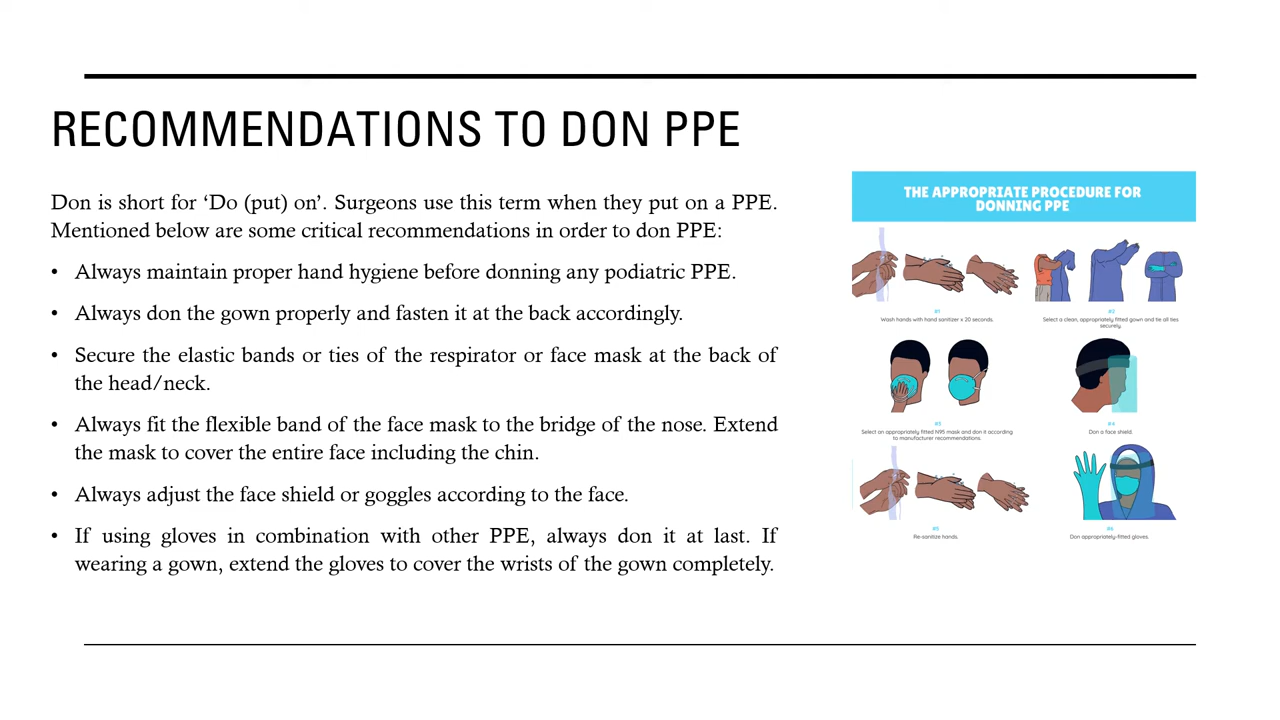 RECOMMENDATIONS TO DON PPE
Don is short for ‘Do (put) on’. Surgeons use this term when they put on a PPE.
Mentioned below are some critical recommendations in order to don PPE:
• Always maintain proper hand hygiene before donning any podiatric PPE.
• Always don the gown properly and fasten it at the back accordingly.
• Secure the elastic bands or ties of the respirator or face mask at the back of
the head/neck.
• Always fit the flexible band of the face mask to the bridge of the nose. Extend
the mask to cover the entire face including the chin.
• Always adjust the face shield or goggles according to the face.
• If using gloves in combination with other PPE, always don it at last. If
wearing a gown, extend the gloves to cover the wrists of the gown completely.
THE APPROPRIATE PROCEDURE FOR
DONNING PPE
#1
Wash hands with hand sanitizer x 20 seconds.
#2
Select a clean, appropriately fitted gown and tie all ties
securely.
#3
Select an appropriately fitted N95 mask and don it according
to manufacturer recommendations.
#4
Don a face shield.
#5
Re-sanitize hands.
#6
Don appropriately-fitted gloves.